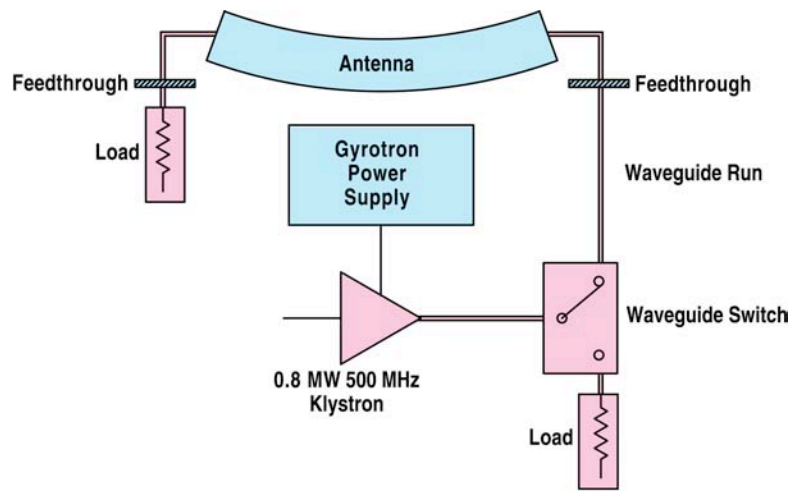 Antenna
Feedthrough
Feedthrough
Load
Gyrotron
Power
Supply
Waveguide Run
Waveguide Switch
0.8 MW 500 MHz
Klystron
Load